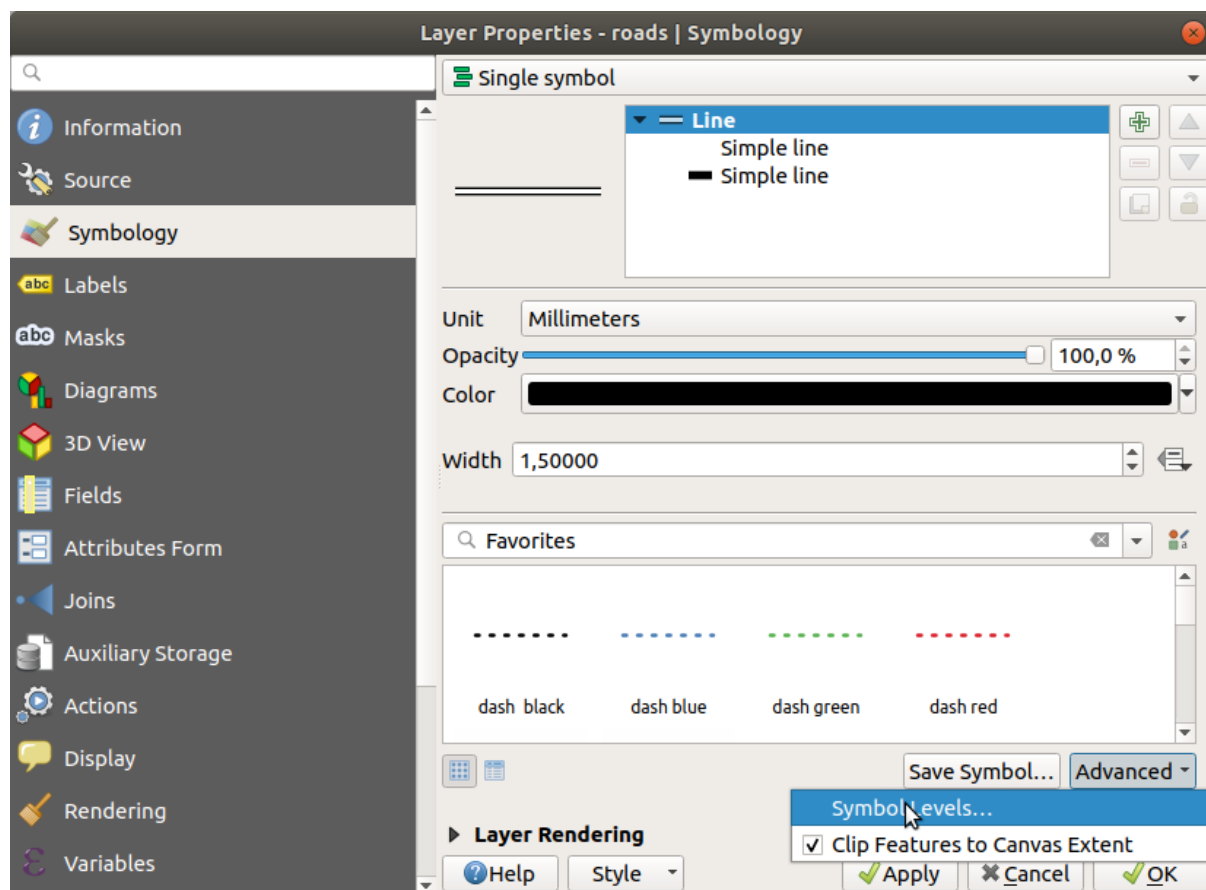 Layer Properties - roads | Symbology
Information
Source
Symbology
abc Labels
abc Masks
Diagrams
3D View
Fields
Attributes Form
Joins
Auxiliary Storage
Actions
Display
Rendering
Variables
Single symbol
Line
Simple line
Simple line
Unit Millimeters
Opacity 100,0 %
Color
Width 1,50000
Favorites
dash black dash blue dash green dash red
Save Symbol... Advanced
Symbol Levels...
Clip Features to Canvas Extent
Layer Rendering
Help Style Apply Cancel OK